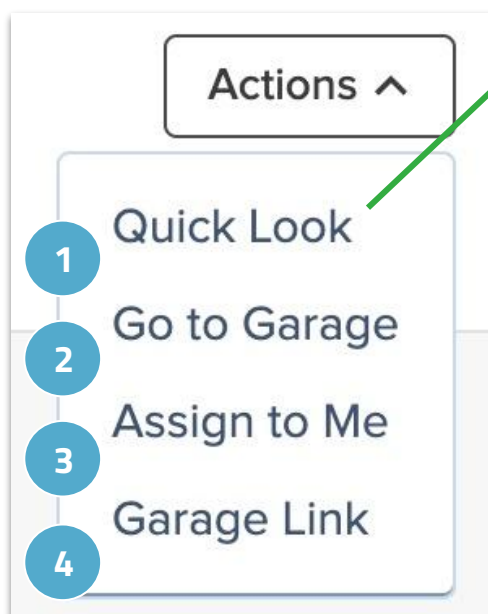 Actions
Quick Look
1
Go to Garage
2
Assign to Me
3
Garage Link
4